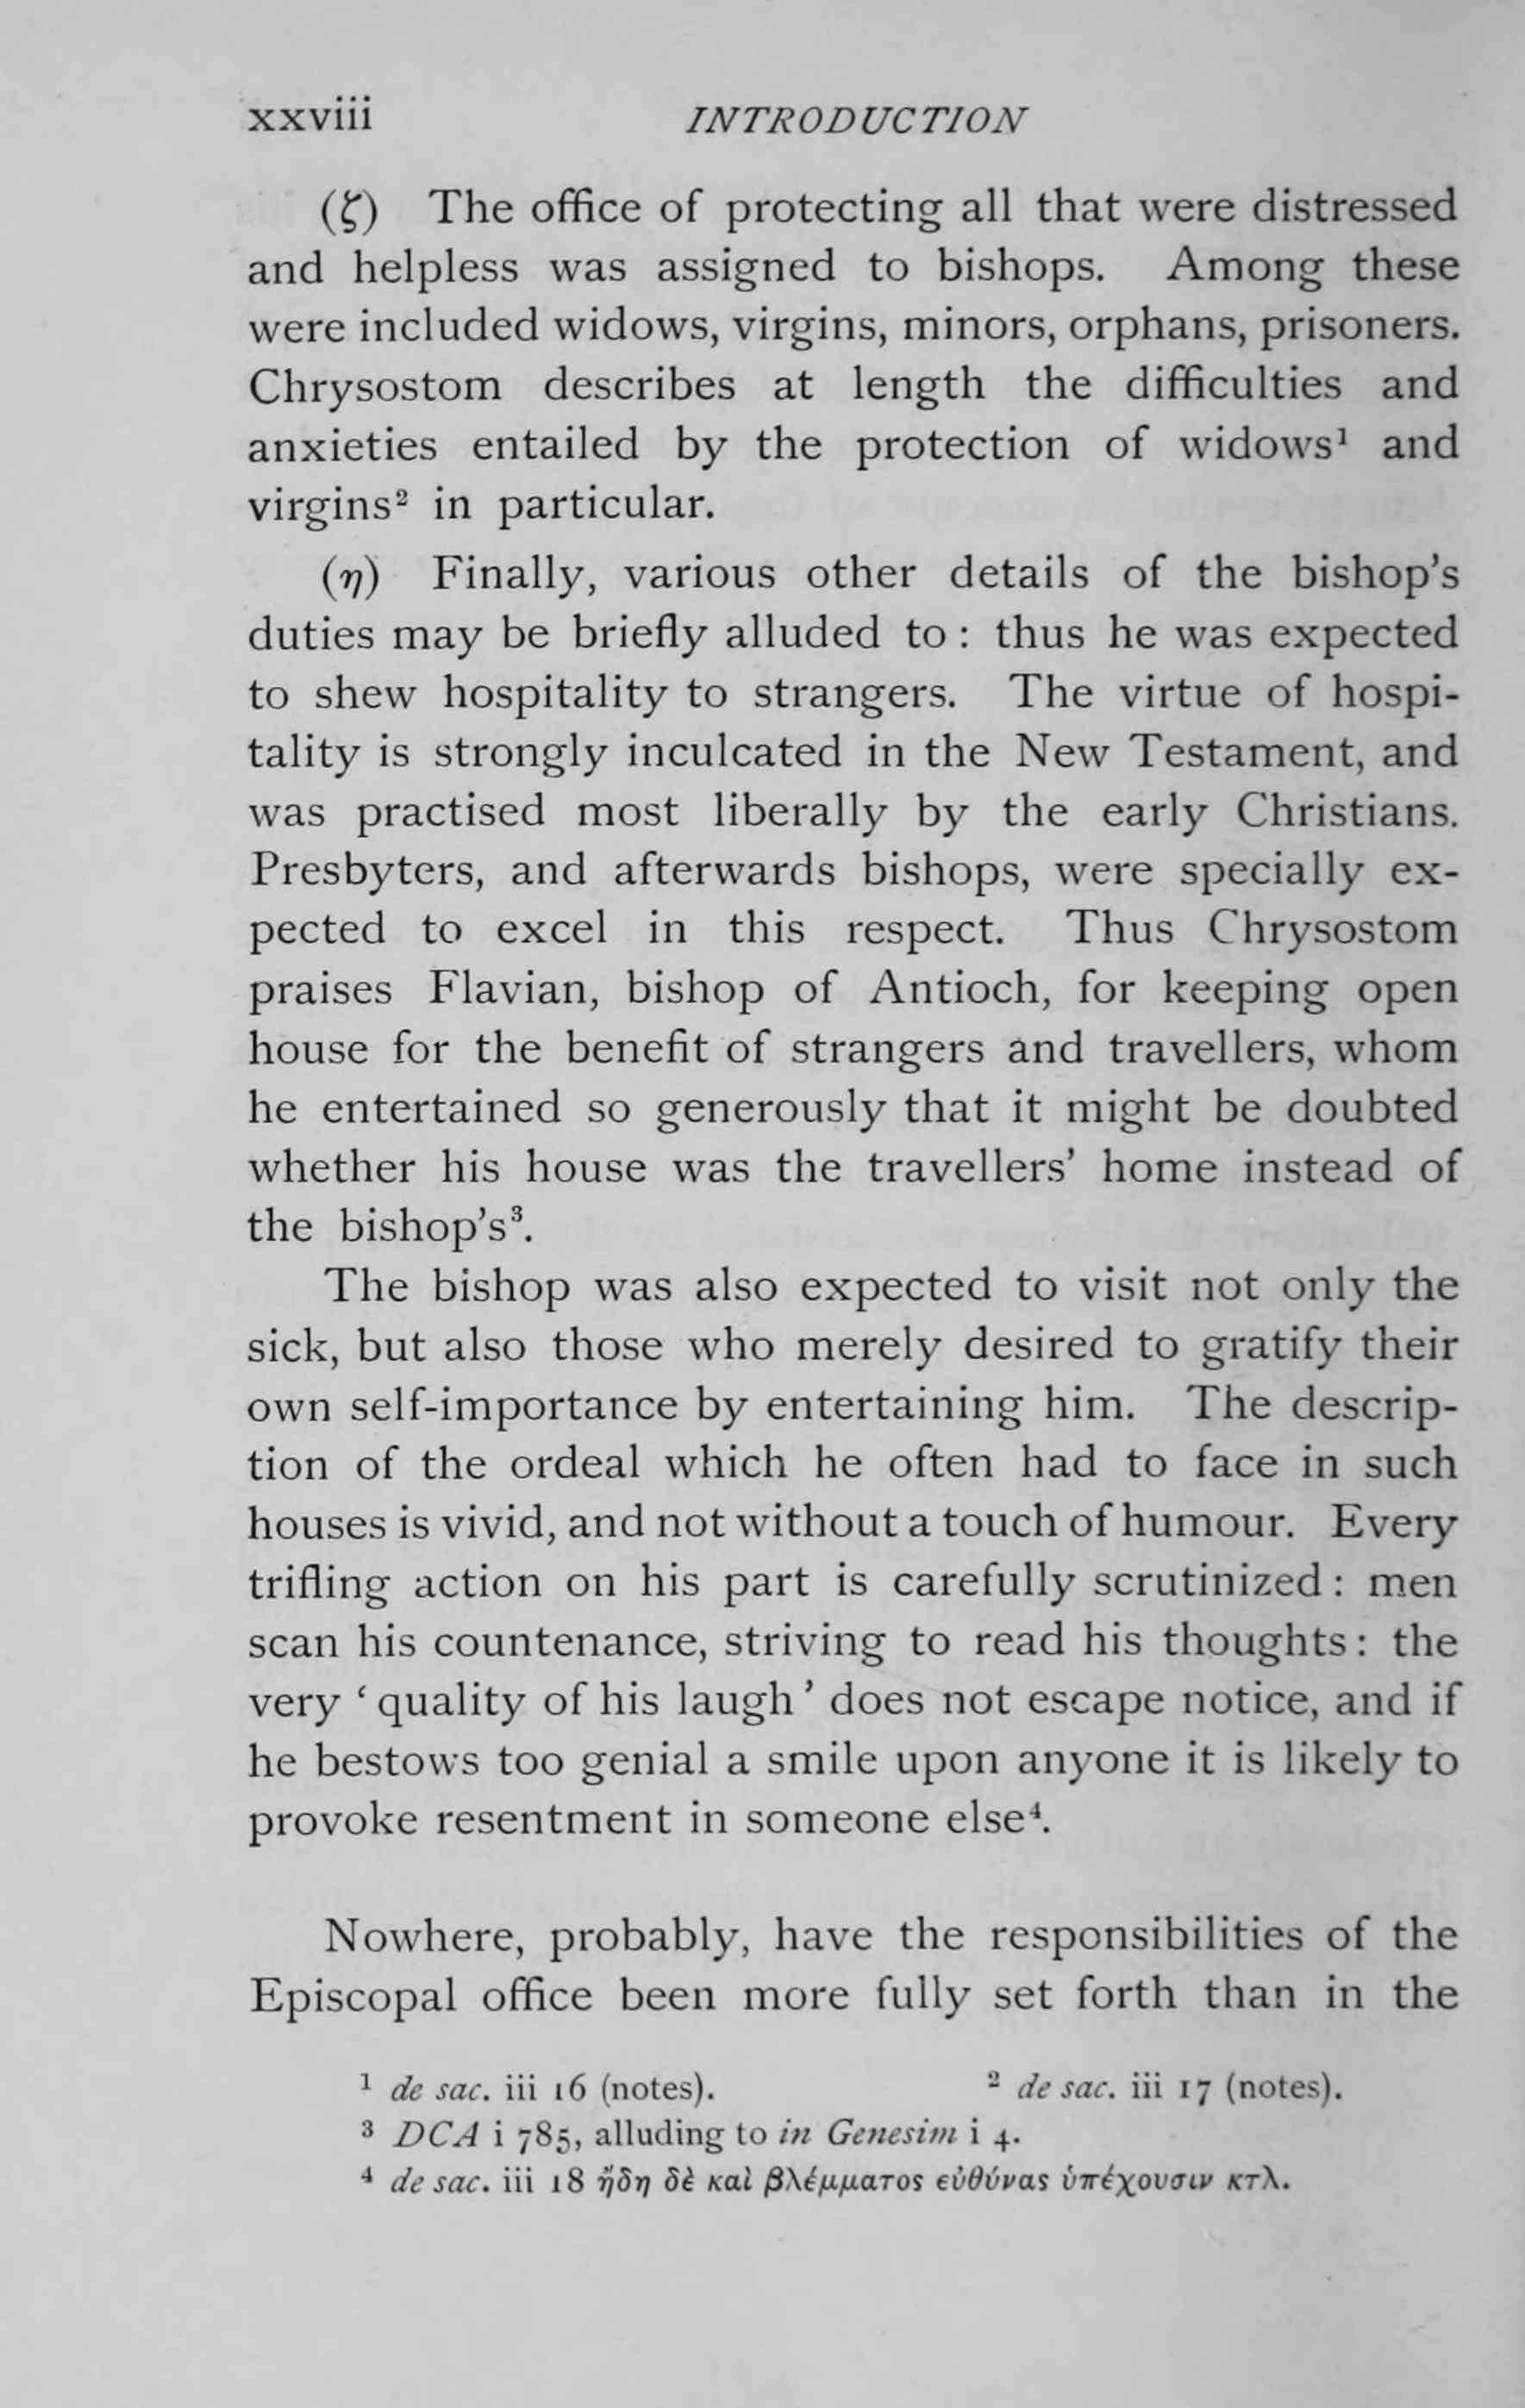 xxviii INTRODUCTION
(ζ) The office of protecting all that were distressed
and helpless was assigned to bishops. Among these
were included widows, virgins, minors, orphans, prisoners.
Chrysostom describes at length the difficulties and
anxieties entailed by the protection of widows¹ and
virgins² in particular.
(η) Finally, various other details of the bishop's
duties may be briefly alluded to : thus he was expected
to shew hospitality to strangers. The virtue of hospi-
tality is strongly inculcated in the New Testament, and
was practised most liberally by the early Christians.
Presbyters, and afterwards bishops, were specially ex-
pected to excel in this respect. Thus Chrysostom
praises Flavian, bishop of Antioch, for keeping open
house for the benefit of strangers and travellers, whom
he entertained so generously that it might be doubted
whether his house was the travellers' home instead of
the bishop's³.
The bishop was also expected to visit not only the
sick, but also those who merely desired to gratify their
own self-importance by entertaining him. The descrip-
tion of the ordeal which he often had to face in such
houses is vivid, and not without a touch of humour. Every
trifling action on his part is carefully scrutinized : men
scan his countenance, striving to read his thoughts : the
very ‘ quality of his laugh ’ does not escape notice, and if
he bestows too genial a smile upon anyone it is likely to
provoke resentment in someone else⁴.
Nowhere, probably, have the responsibilities of the
Episcopal office been more fully set forth than in the
¹ de sac. iii 16 (notes). ² de sac. iii 17 (notes).
³ DCA i 785, alluding to in Genesim i 4.
⁴ de sac. iii 18 ἤδη δὲ καὶ βλέμματος εὐθύνας ὑπέχουσιν κτλ.